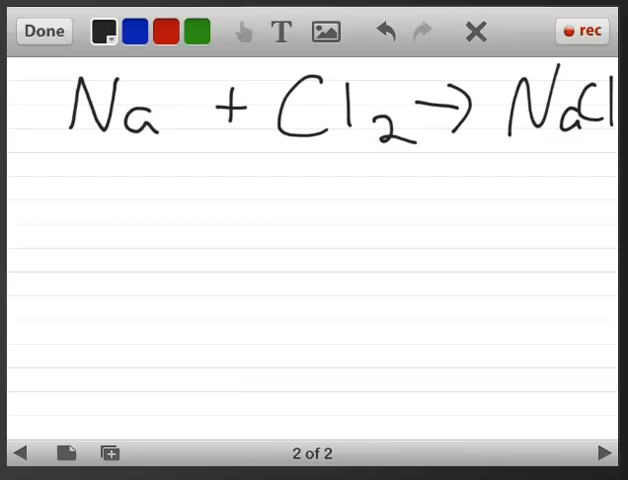 Done T rec
Na + Cl₂ → NaCl
2 of 2